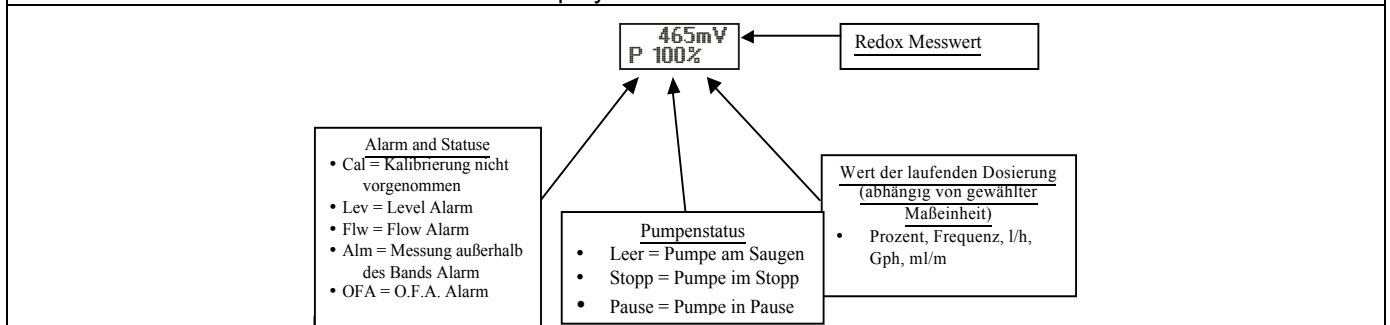 465mV
P 100%
Redox Messwert
Alarm and Statuse
• Cal = Kalibrierung nicht
vorgenommen
• Lev = Level Alarm
• Flw = Flow Alarm
• Alm = Messung außerhalb
des Bands Alarm
• OFA = O.F.A. Alarm
Pumpenstatus
• Leer = Pumpe am Saugen
• Stopp = Pumpe im Stopp
• Pause = Pumpe in Pause
Wert der laufenden Dosierung
(abhängig von gewählter
Maßeinheit)
• Prozent, Frequenz, l/h,
Gph, ml/m